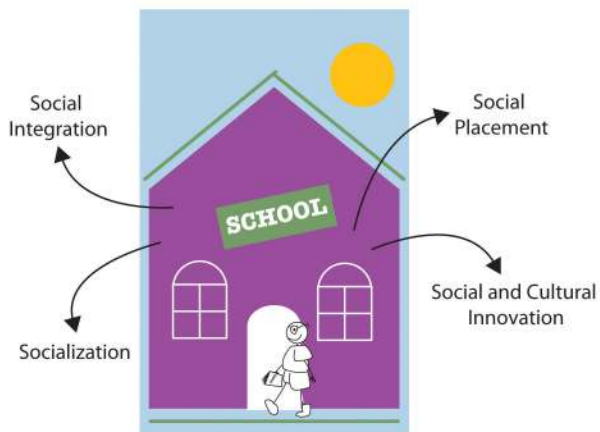 Social
Integration
Social
Placement
SCHOOL
Socialization
Social and Cultural
Innovation